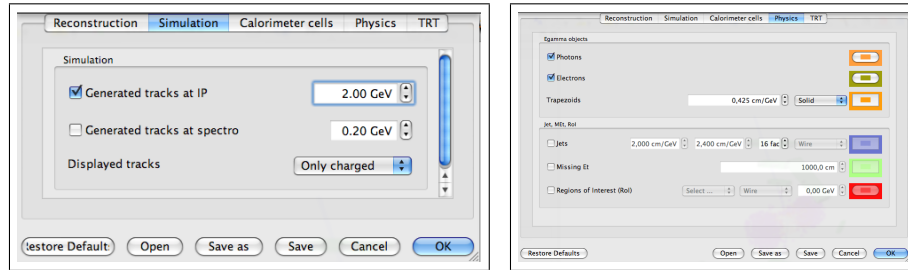 Reconstruction Simulation Calorimeter cells Physics TRT
Simulation
Generated tracks at IP 2.00 GeV
Generated tracks at spectro 0.20 GeV
Displayed tracks Only charged
Restore Defaults Open Save as Save Cancel OK
Reconstruction Simulation Calorimeter cells Physics TRT
Egamma objects
Photons
Electrons
Trapezoids 0,425 cm/GeV Solid
Jet, MEt, RoI
Jets 2,000 cm/GeV 2,400 cm/GeV 16 fac Wire
Missing Et 1000,0 cm
Regions of Interest (RoI) Select ... Wire 0,00 GeV
Restore Defaults Open Save as Save Cancel OK